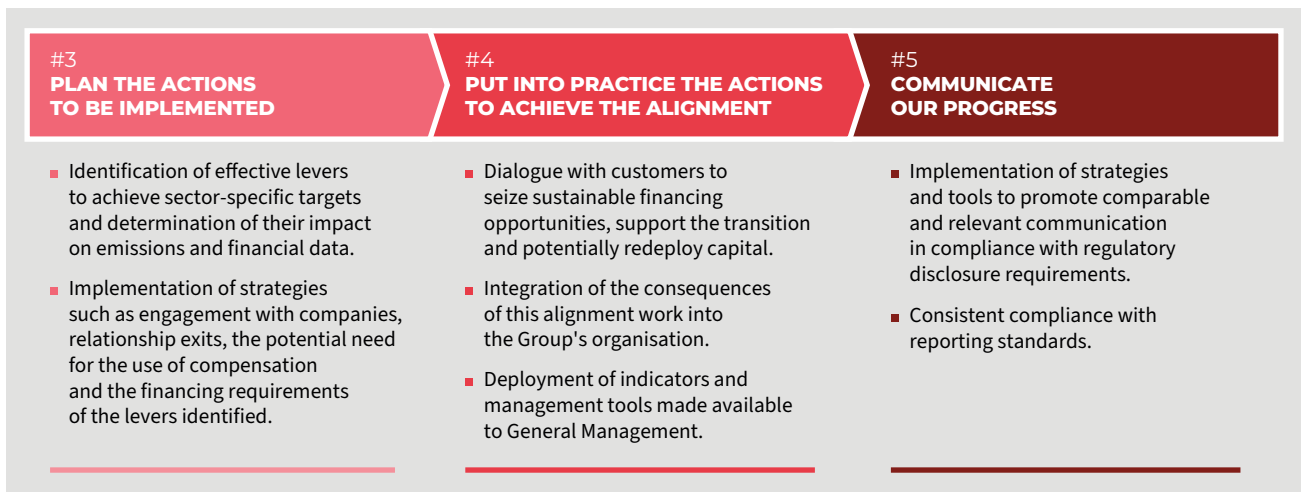 #3
PLAN THE ACTIONS
TO BE IMPLEMENTED
Identification of effective levers
to achieve sector-specific targets
and determination of their impact
on emissions and financial data.
Implementation of strategies
such as engagement with companies,
relationship exits, the potential need
for the use of compensation
and the financing requirements
of the levers identified.
#4
PUT INTO PRACTICE THE ACTIONS
TO ACHIEVE THE ALIGNMENT
Dialogue with customers to
seize sustainable financing
opportunities, support the transition
and potentially redeploy capital.
Integration of the consequences
of this alignment work into
the Group's organisation.
Deployment of indicators and
management tools made available
to General Management.
#5
COMMUNICATE
OUR PROGRESS
Implementation of strategies
and tools to promote comparable
and relevant communication
in compliance with regulatory
disclosure requirements.
Consistent compliance with
reporting standards.